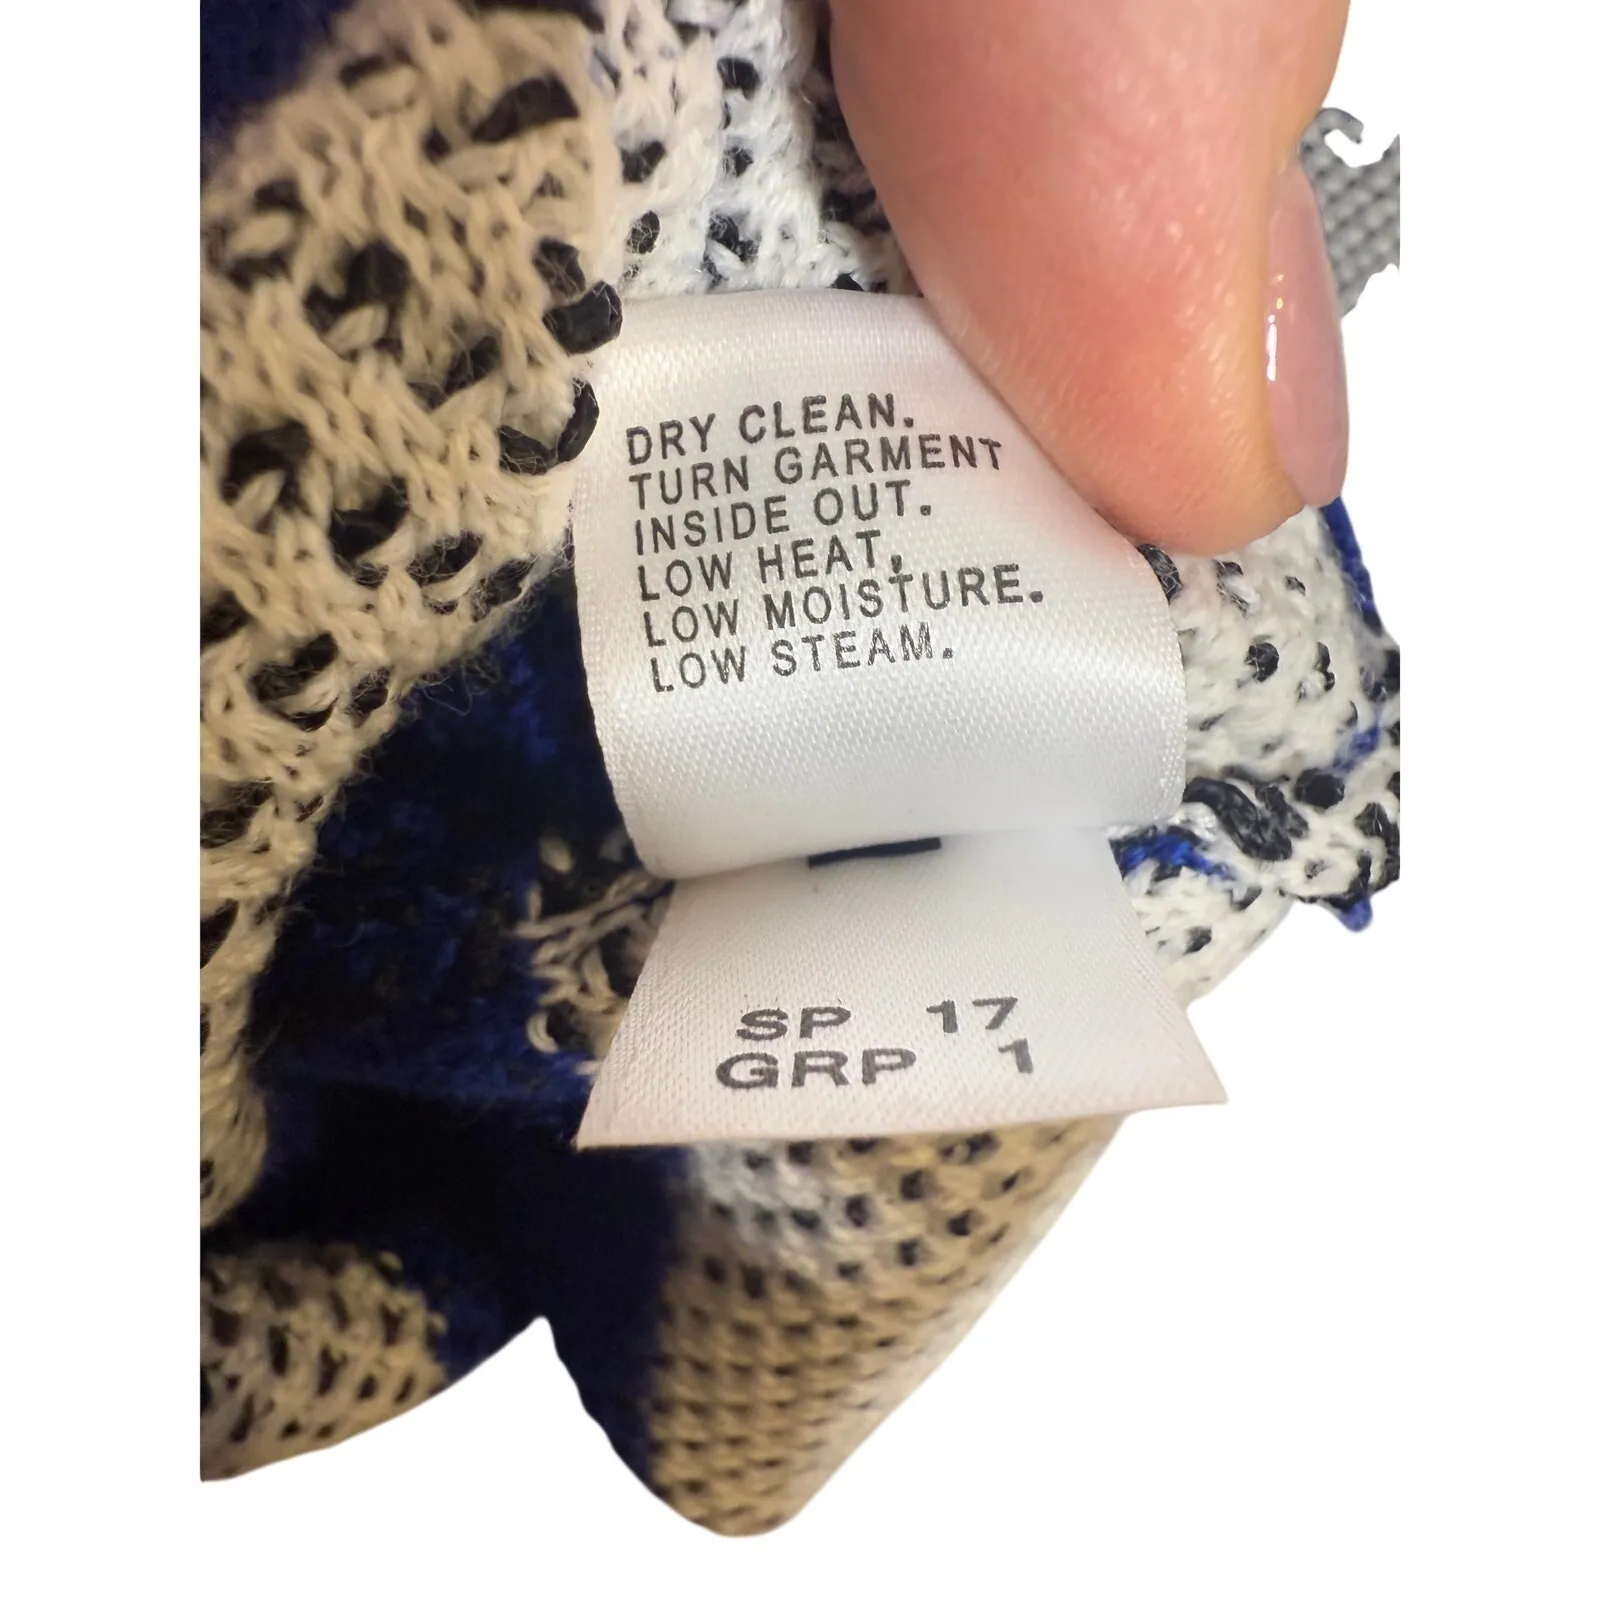 DRY CLEAN.
TURN GARMENT
INSIDE OUT.
LOW HEAT,
LOW MOISTURE.
LOW STEAM.
SP 17
GRP 1